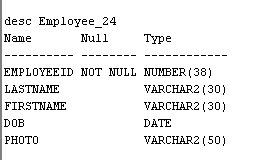 desc Employee_24
Name       Null     Type
---------- -------- ------------
EMPLOYEEID NOT NULL NUMBER(38)
LASTNAME            VARCHAR2(30)
FIRSTNAME           VARCHAR2(30)
DOB                 DATE
PHOTO               VARCHAR2(50)